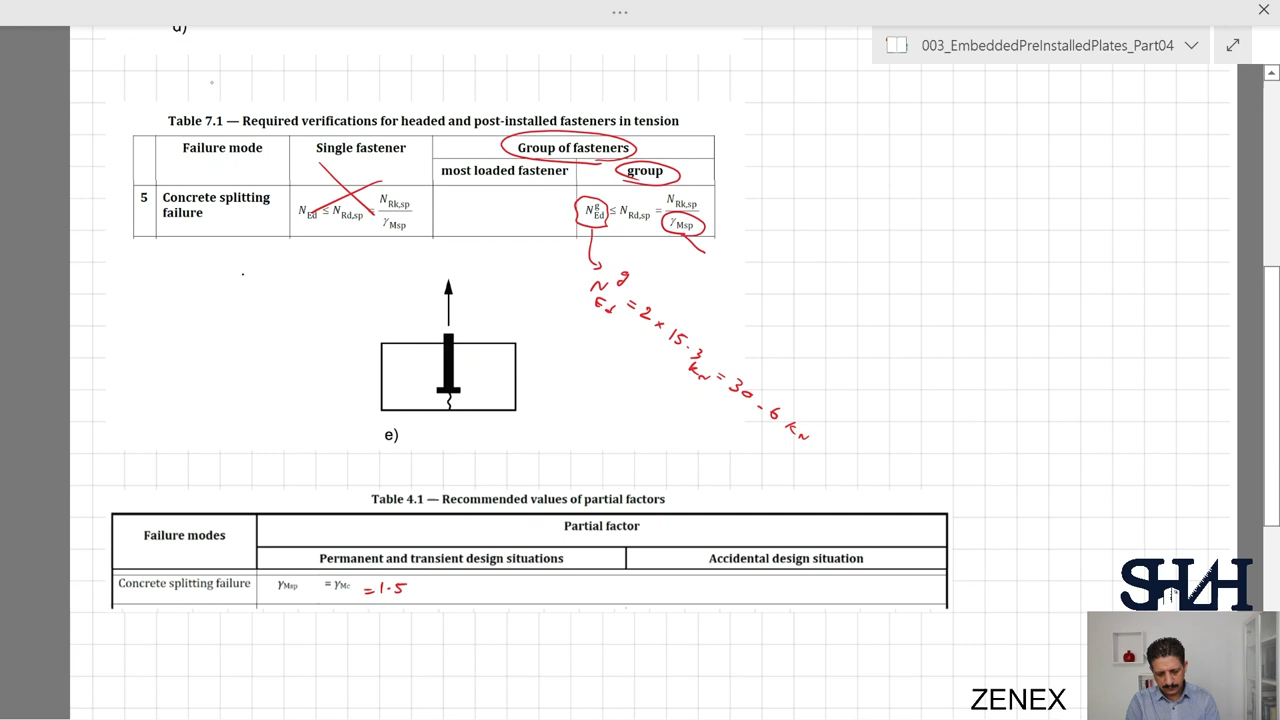 d)
003_EmbeddedPreInstalledPlates_Part04
Table 7.1 — Required verifications for headed and post-installed fasteners in tension
Failure mode Single fastener Group of fasteners
most loaded fastener group
5 Concrete splitting failure N_Ed ≤ N_Rd,sp = N_Rk,sp / γ_Msp N^g_Ed ≤ N_Rd,sp = N_Rk,sp / γ_Msp
N^g_Ed = 2 × 15.3 kN = 30.6 kN
e)
Table 4.1 — Recommended values of partial factors
Failure modes Partial factor
Permanent and transient design situations Accidental design situation
Concrete splitting failure γ_Msp = γ_Mc = 1.5
SHLH
ZENEX